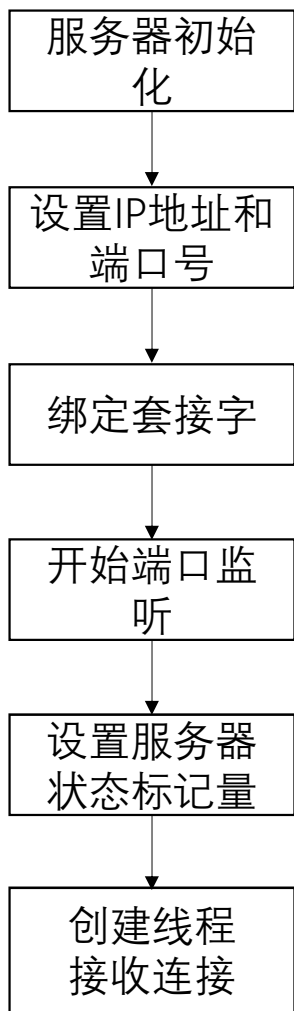 服务器初始
化
设置IP地址和
端口号
绑定套接字
开始端口监
听
设置服务器
状态标记量
创建线程
接收连接